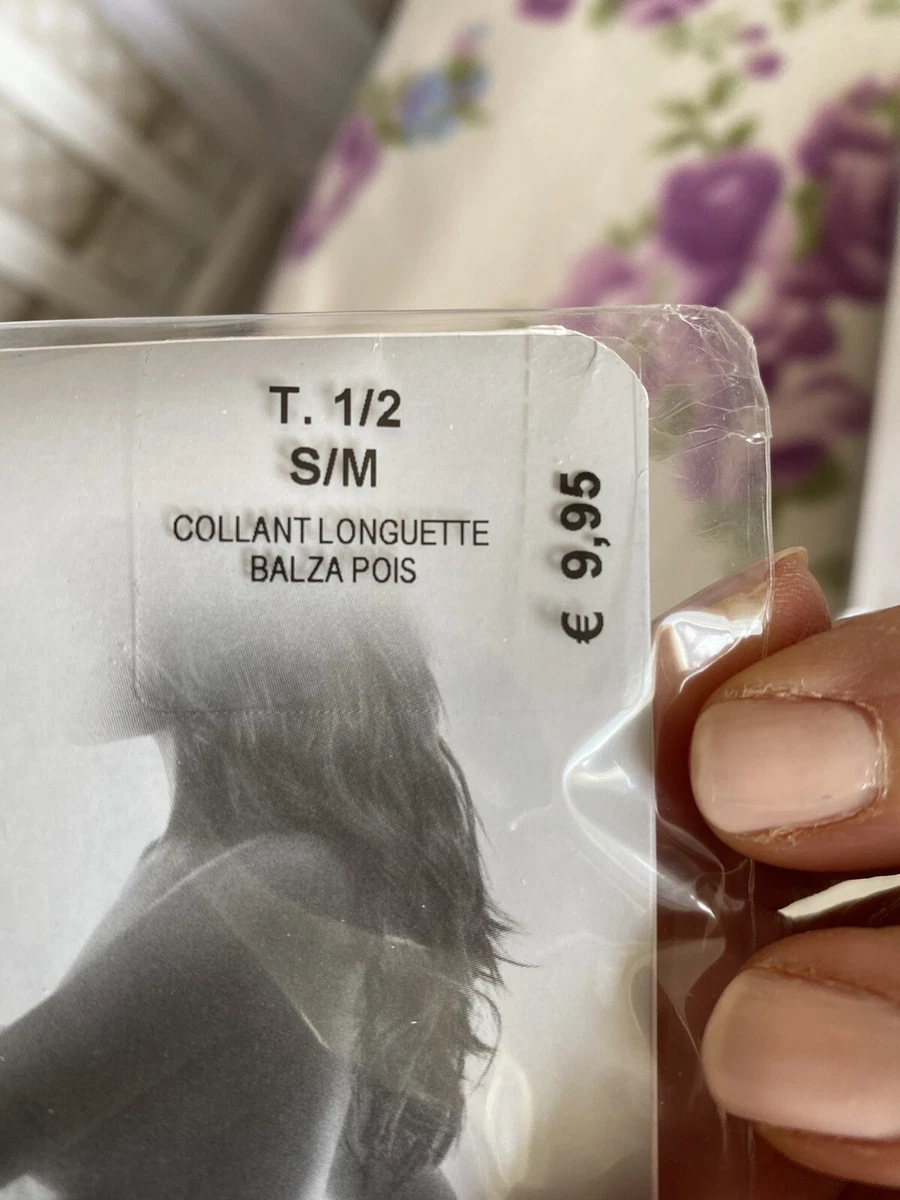 T. 1/2
S/M
COLLANT LONGUETTE
BALZA POIS
€ 9,95